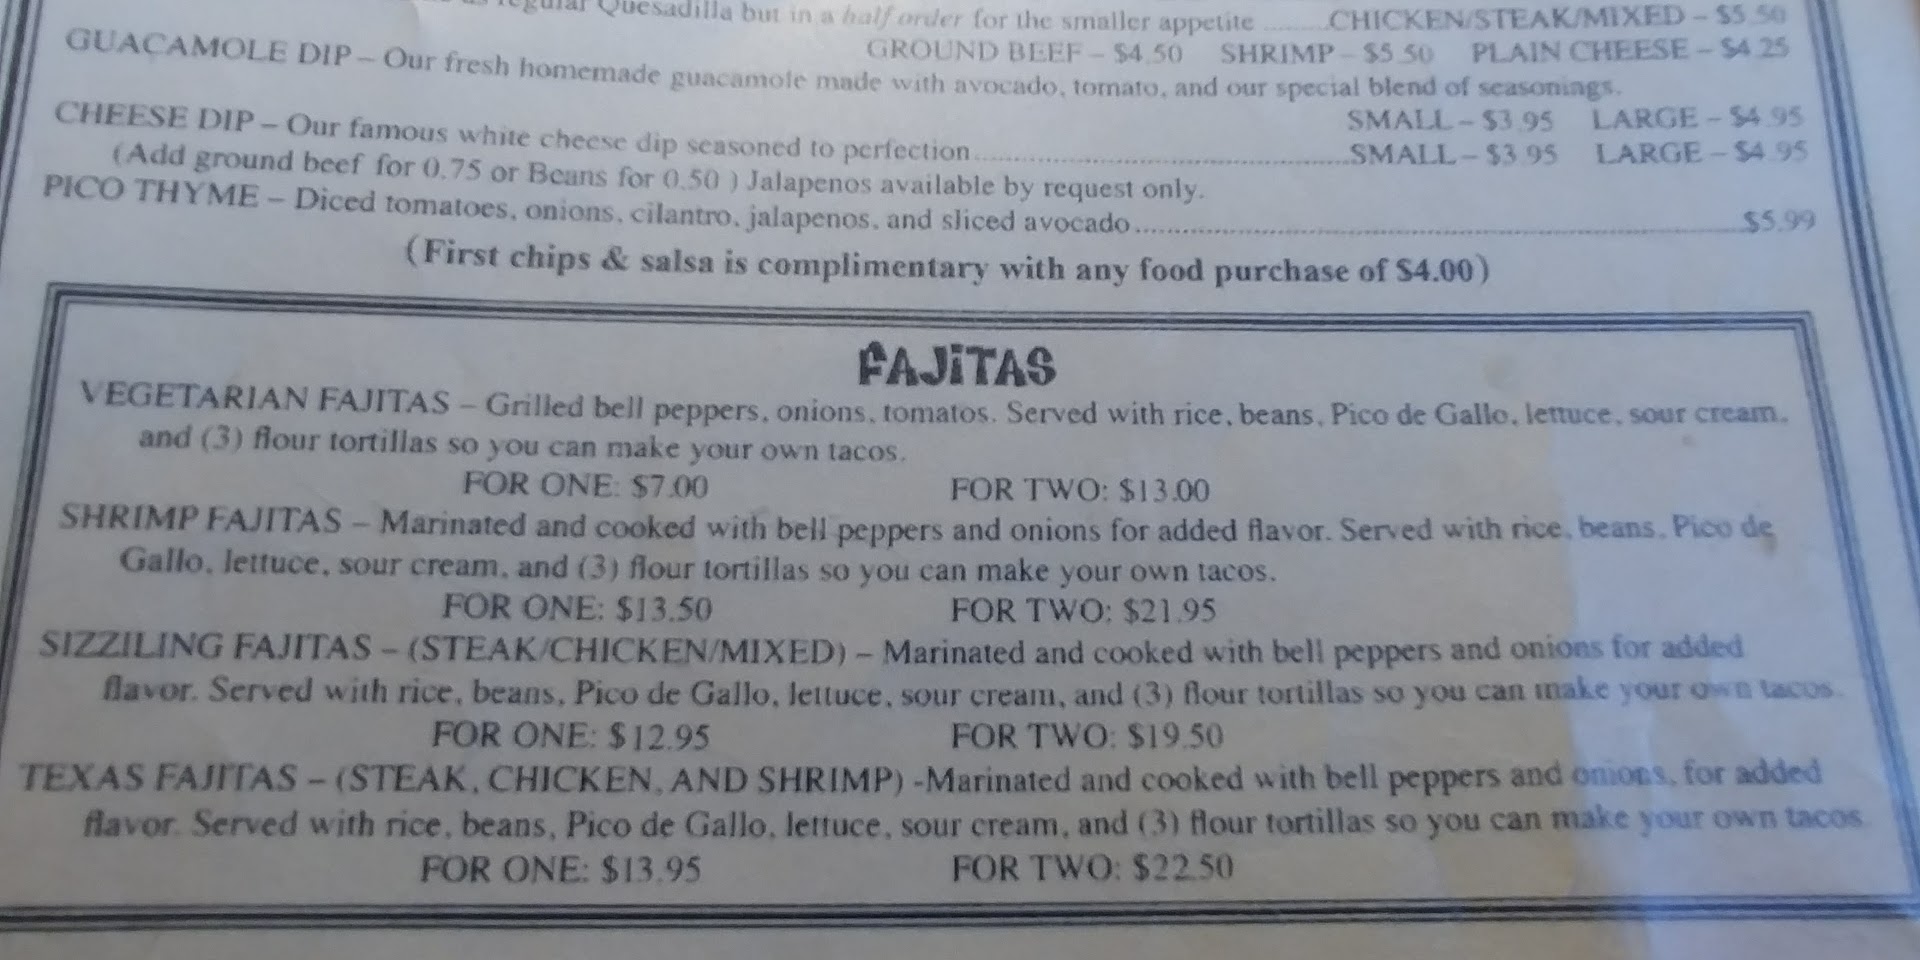 regular Quesadilla but in a half order for the smaller appetite ........CHICKEN/STEAK/MIXED – $5.50
GROUND BEEF – $4.50 SHRIMP – $5.50 PLAIN CHEESE – $4.25
GUACAMOLE DIP – Our fresh homemade guacamole made with avocado, tomato, and our special blend of seasonings.
SMALL – $3.95 LARGE – $4.95
CHEESE DIP – Our famous white cheese dip seasoned to perfection........SMALL – $3.95 LARGE – $4.95
(Add ground beef for 0.75 or Beans for 0.50 ) Jalapenos available by request only.
PICO THYME – Diced tomatoes, onions, cilantro, jalapenos, and sliced avocado........$5.99
(First chips & salsa is complimentary with any food purchase of $4.00)
FAJiTAS
VEGETARIAN FAJITAS – Grilled bell peppers, onions, tomatos. Served with rice, beans, Pico de Gallo, lettuce, sour cream,
and (3) flour tortillas so you can make your own tacos.
FOR ONE: $7.00 FOR TWO: $13.00
SHRIMP FAJITAS – Marinated and cooked with bell peppers and onions for added flavor. Served with rice, beans, Pico de
Gallo, lettuce, sour cream, and (3) flour tortillas so you can make your own tacos.
FOR ONE: $13.50 FOR TWO: $21.95
SIZZILING FAJITAS – (STEAK/CHICKEN/MIXED) – Marinated and cooked with bell peppers and onions for added
flavor. Served with rice, beans, Pico de Gallo, lettuce, sour cream, and (3) flour tortillas so you can make your own tacos.
FOR ONE: $12.95 FOR TWO: $19.50
TEXAS FAJITAS – (STEAK, CHICKEN, AND SHRIMP) -Marinated and cooked with bell peppers and onions, for added
flavor. Served with rice, beans, Pico de Gallo, lettuce, sour cream, and (3) flour tortillas so you can make your own tacos.
FOR ONE: $13.95 FOR TWO: $22.50